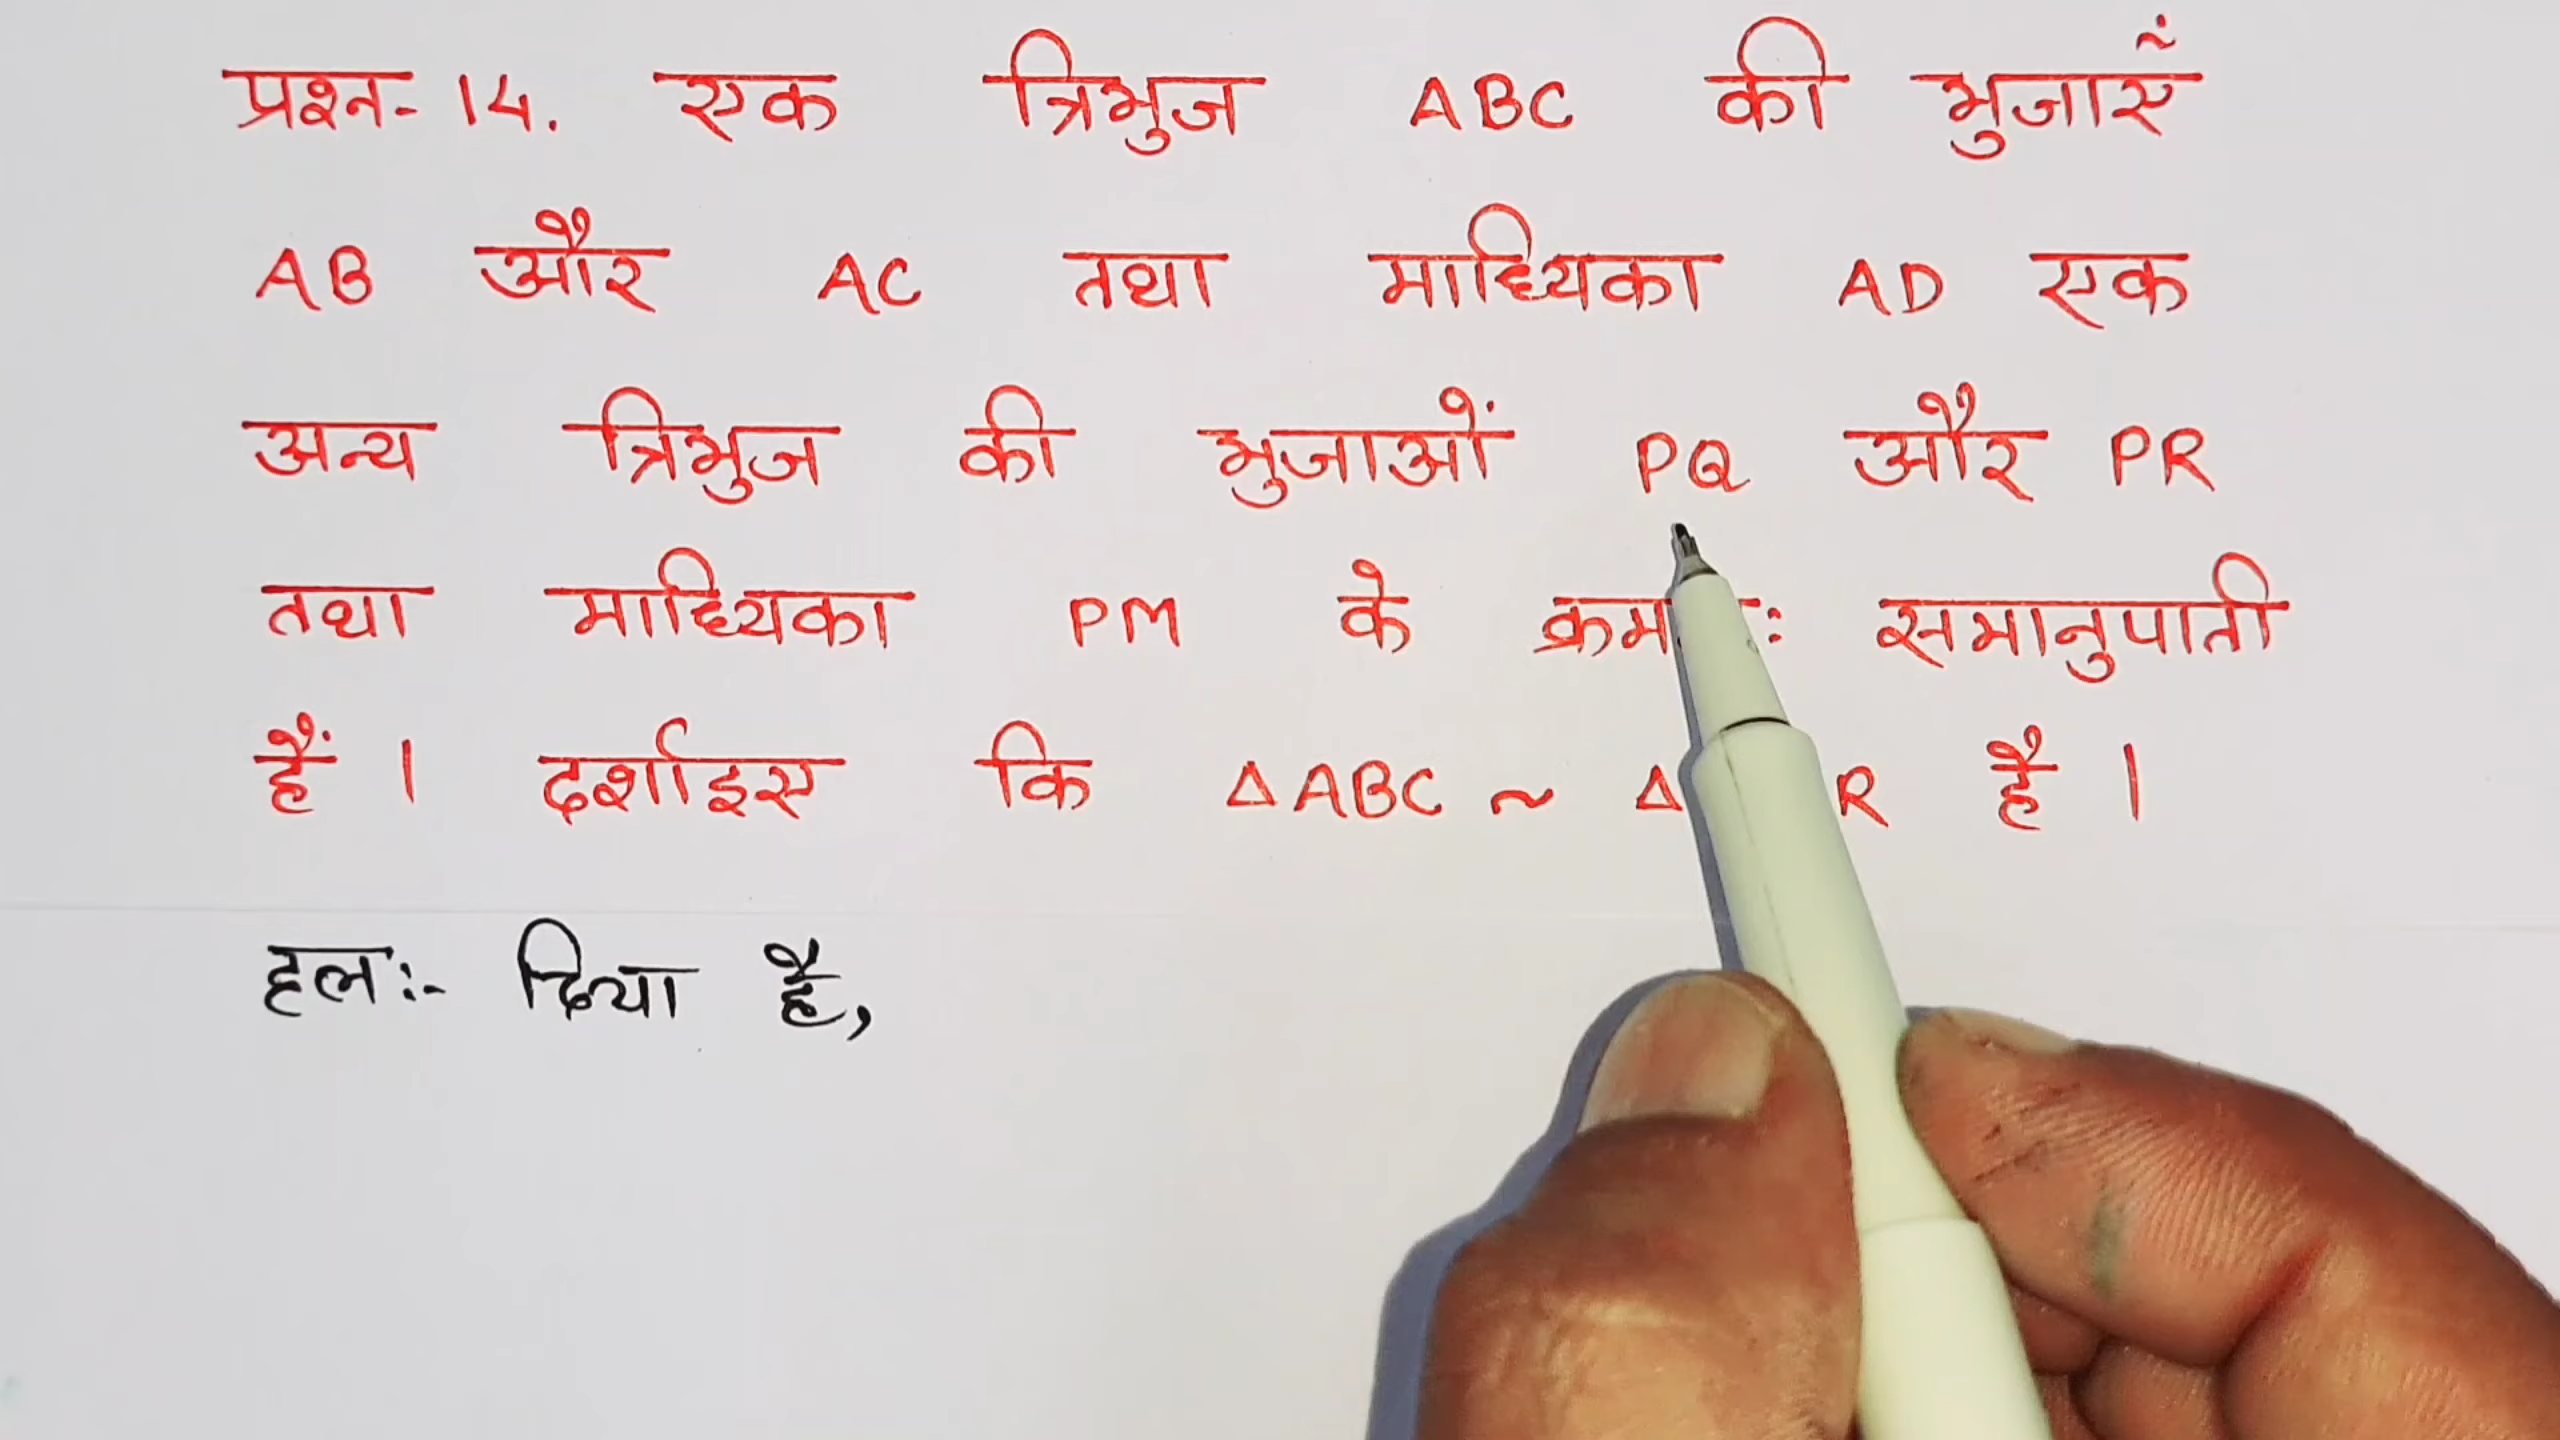 प्रश्न- 14. एक त्रिभुज ABC की भुजाएँ
AB और AC तथा माध्यिका AD एक
अन्य त्रिभुज की भुजाओं PQ और PR
तथा माध्यिका PM के समानुपाती
हैं । दर्शाइए कि ΔABC ~ Δ R है ।
हल:- दिया है,